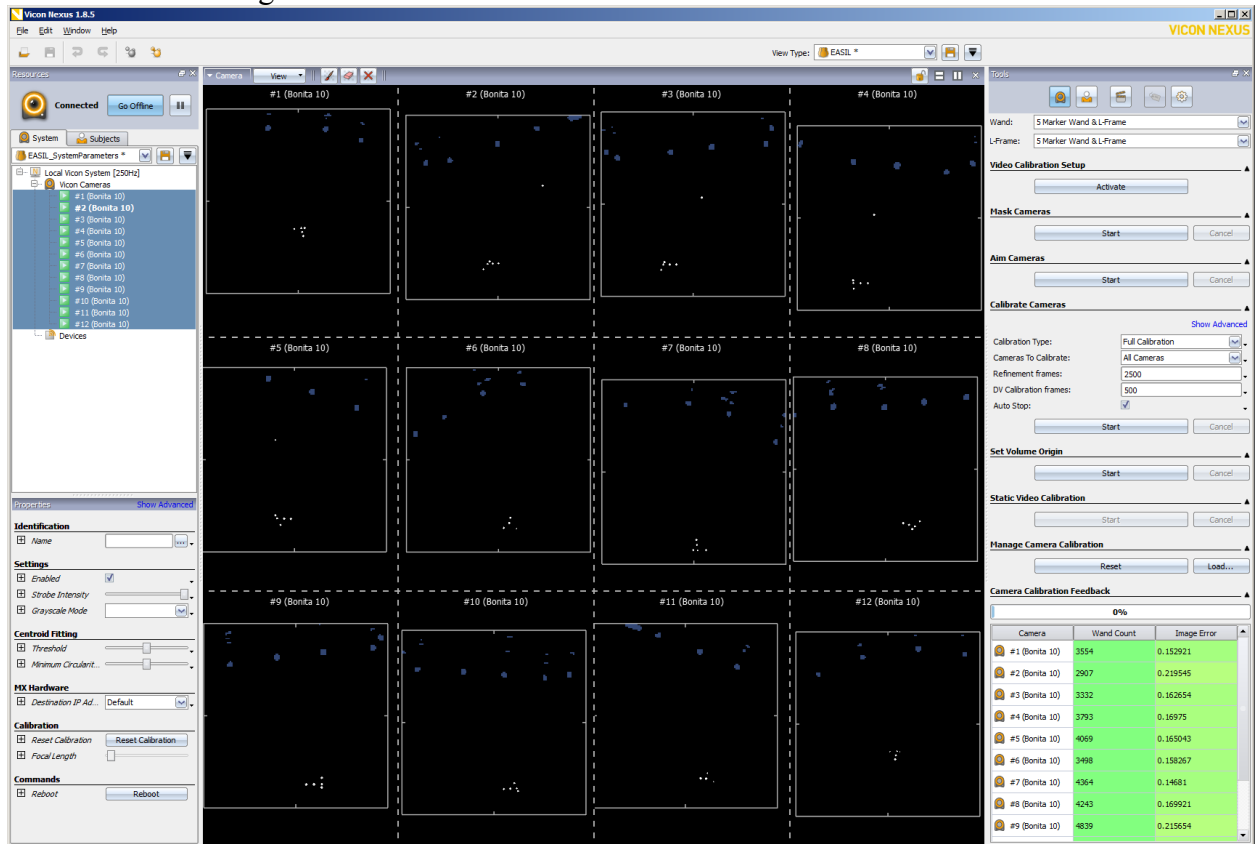 Vicon Nexus 1.8.5
File Edit Window Help
VICON NEXUS
View Type: EASIL *
Resources
Connected Go Offline
System Subjects
EASIL_SystemParameters *
Local Vicon System [250Hz]
Vicon Cameras
#1 (Bonita 10)
#2 (Bonita 10)
#3 (Bonita 10)
#4 (Bonita 10)
#5 (Bonita 10)
#6 (Bonita 10)
#7 (Bonita 10)
#8 (Bonita 10)
#9 (Bonita 10)
#10 (Bonita 10)
#11 (Bonita 10)
#12 (Bonita 10)
Devices
Properties Show Advanced
Identification
Name ...
Settings
Enabled
Strobe Intensity
Grayscale Mode
Centroid Fitting
Threshold
Minimum Circularit...
MX Hardware
Destination IP Ad... Default
Calibration
Reset Calibration Reset Calibration
Focal Length
Commands
Reboot Reboot
Camera View
#1 (Bonita 10) #2 (Bonita 10) #3 (Bonita 10) #4 (Bonita 10)
#5 (Bonita 10) #6 (Bonita 10) #7 (Bonita 10) #8 (Bonita 10)
#9 (Bonita 10) #10 (Bonita 10) #11 (Bonita 10) #12 (Bonita 10)
Tools
Wand: 5 Marker Wand & L-Frame
L-Frame: 5 Marker Wand & L-Frame
Video Calibration Setup
Activate
Mask Cameras
Start Cancel
Aim Cameras
Start Cancel
Calibrate Cameras
Show Advanced
Calibration Type: Full Calibration
Cameras To Calibrate: All Cameras
Refinement frames: 2500
DV Calibration frames: 500
Auto Stop:
Start Cancel
Set Volume Origin
Start Cancel
Static Video Calibration
Start Cancel
Manage Camera Calibration
Reset Load...
Camera Calibration Feedback
0%
Camera Wand Count Image Error
#1 (Bonita 10) 3554 0.152921
#2 (Bonita 10) 2907 0.219545
#3 (Bonita 10) 3332 0.162654
#4 (Bonita 10) 3793 0.16975
#5 (Bonita 10) 4069 0.165043
#6 (Bonita 10) 3498 0.158267
#7 (Bonita 10) 4364 0.14681
#8 (Bonita 10) 4243 0.169921
#9 (Bonita 10) 4839 0.215654